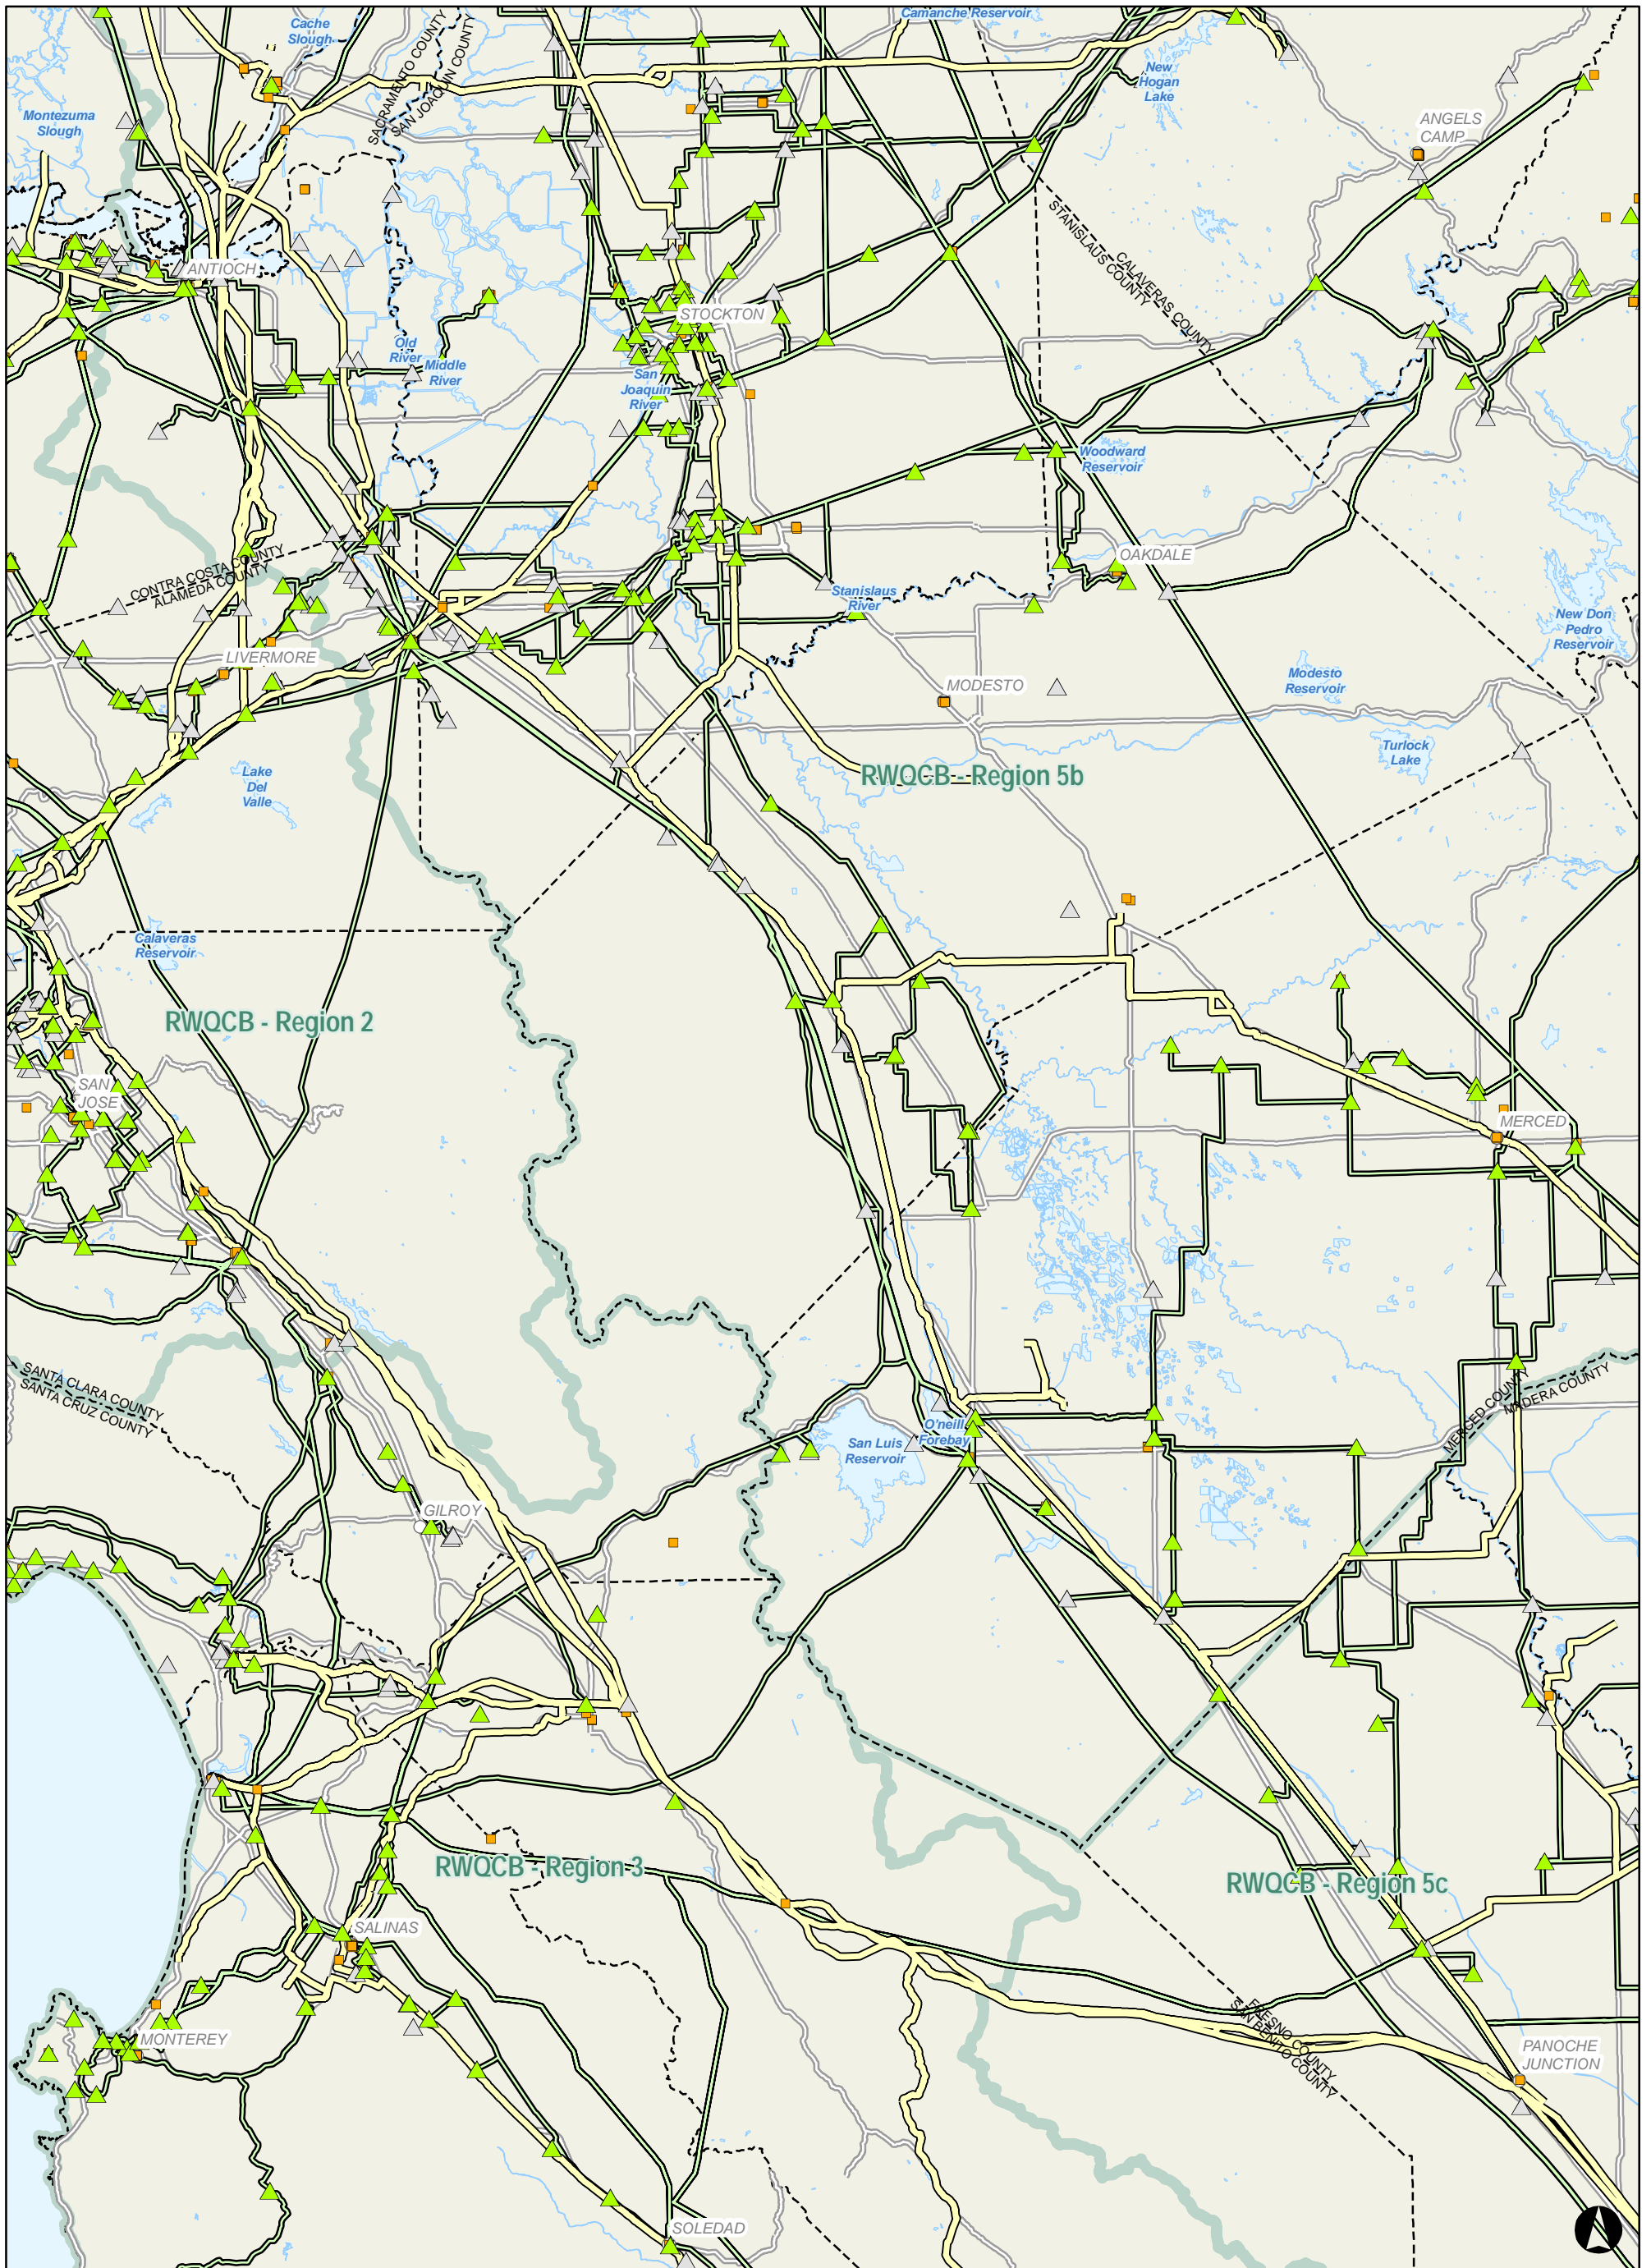 Cache
Slough
SACRAMENTO COUNTY
SAN JOAQUIN COUNTY
Camanche Reservoir
New
Hogan
Lake
Montezuma
Slough
ANGELS
CAMP
STANISLAUS COUNTY
CALAVERAS COUNTY
ANTIOCH
STOCKTON
Old
River
Middle
River
San
Joaquin
River
Woodward
Reservoir
CONTRA COSTA COUNTY
ALAMEDA COUNTY
OAKDALE
Stanislaus
River
New Don
Pedro
Reservoir
LIVERMORE
MODESTO
Modesto
Reservoir
Turlock
Lake
Lake
Del
Valle
RWQCB - Region 5b
Calaveras
Reservoir
RWQCB - Region 2
SAN
JOSE
MERCED
SANTA CLARA COUNTY
SANTA CRUZ COUNTY
MERCED COUNTY
MADERA COUNTY
O'neill
Forebay
San Luis
Reservoir
GILROY
RWQCB - Region 3
RWQCB - Region 5c
SALINAS
MONTEREY
FRESNO COUNTY
SAN BENITO COUNTY
PANOCHE
JUNCTION
SOLEDAD